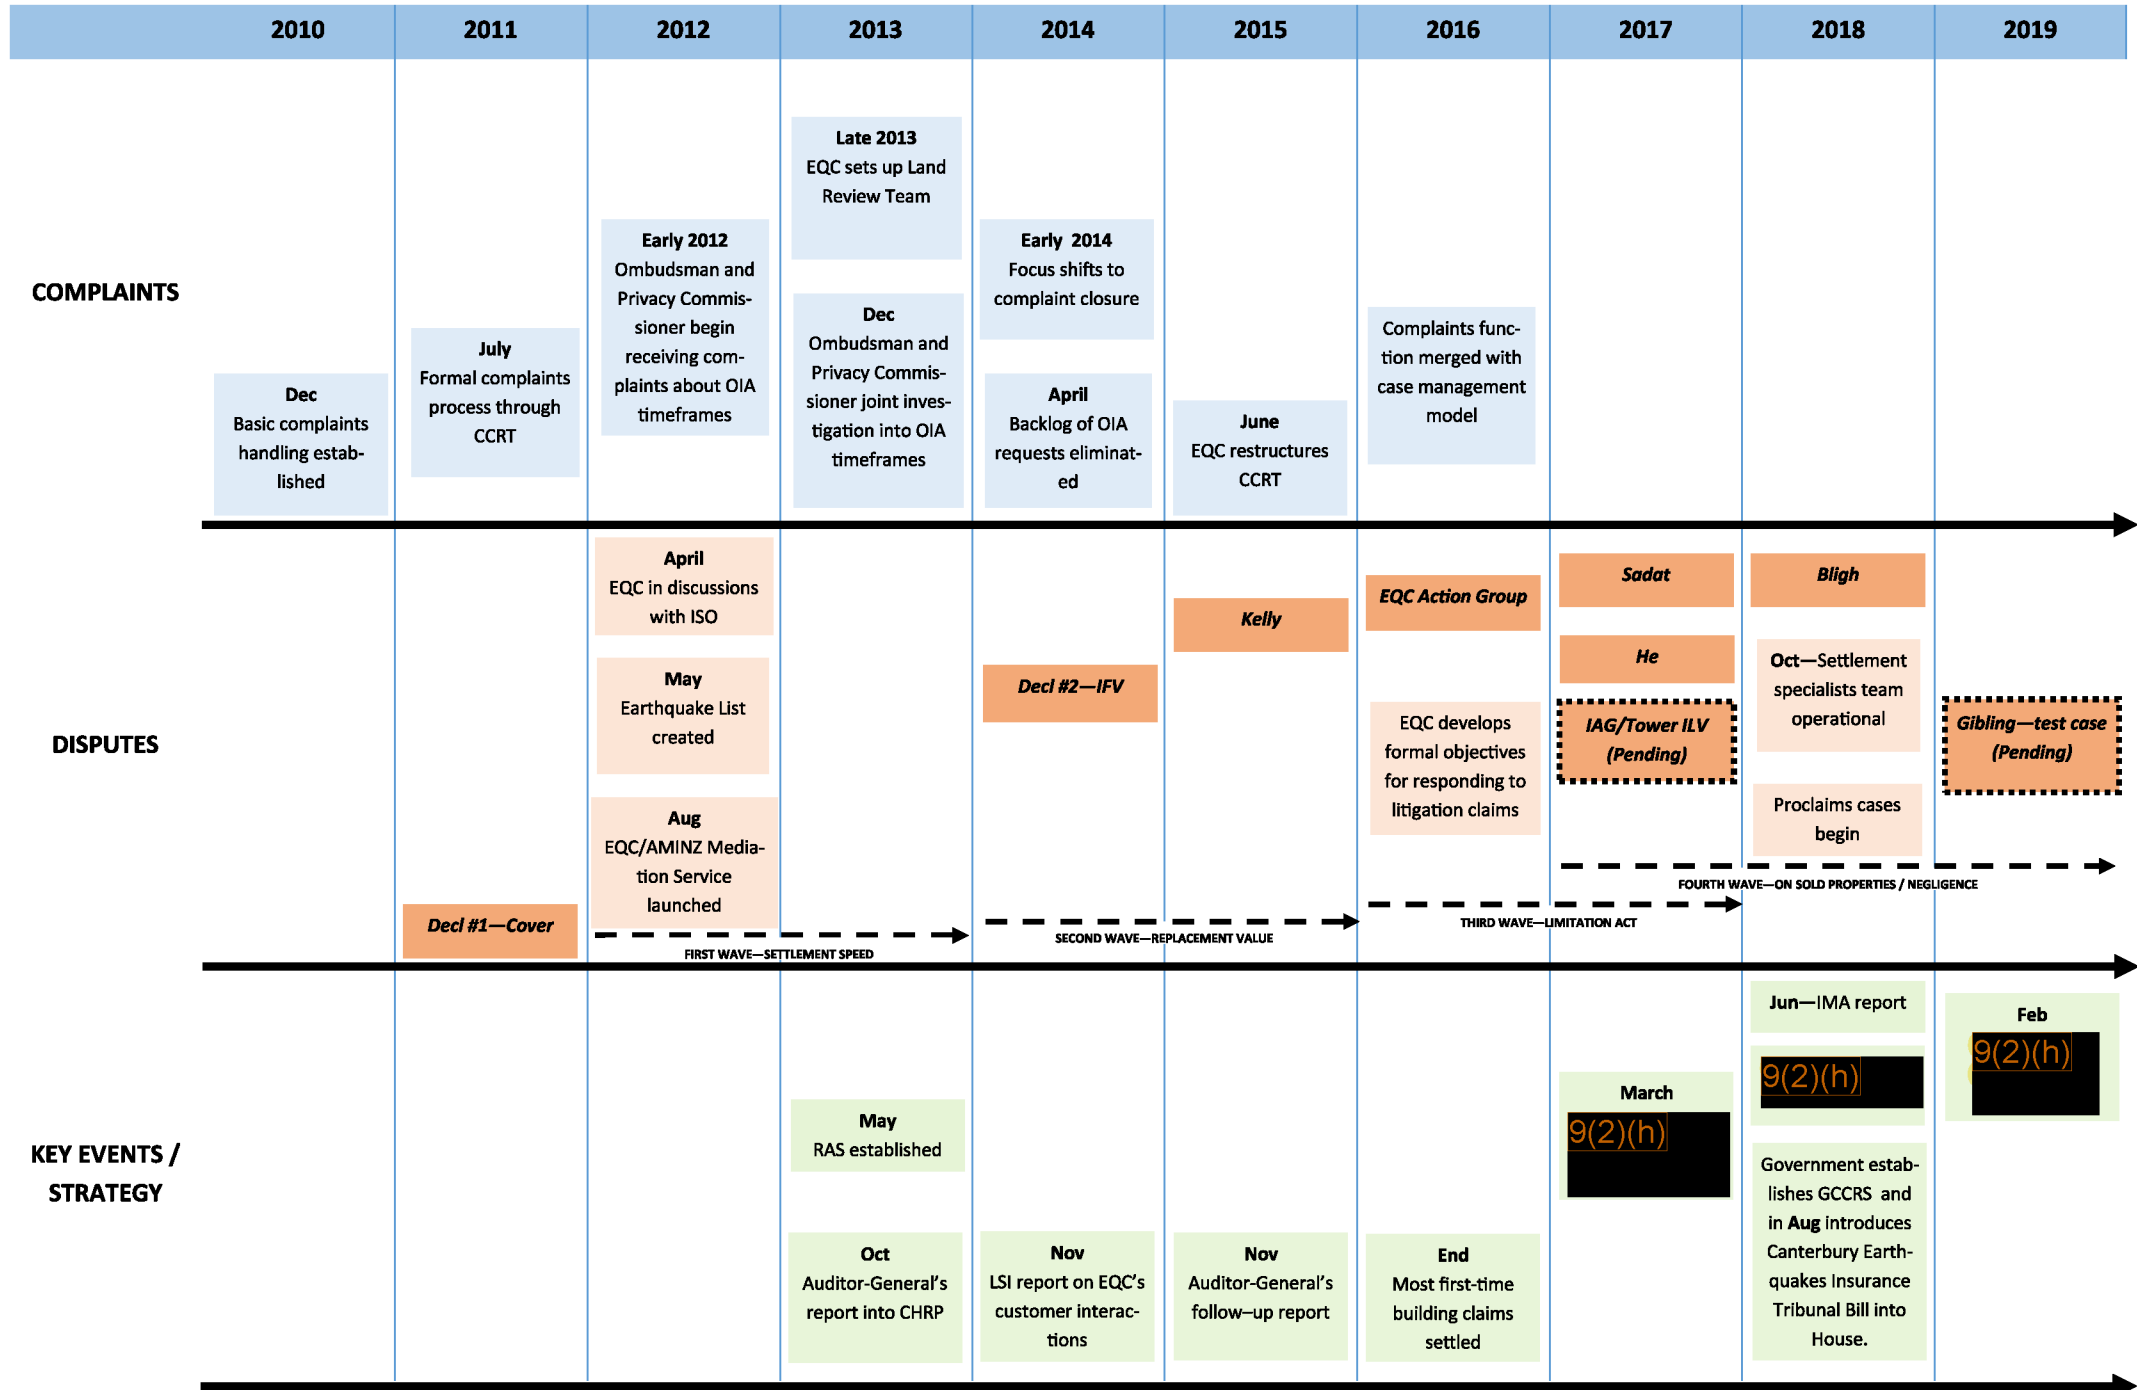 2010
2011
2012
2013
2014
2015
2016
2017
2018
2019
COMPLAINTS
Dec
Basic complaints
handling estab-
lished
July
Formal complaints
process through
CCRT
Early 2012
Ombudsman and
Privacy Commis-
sioner begin
receiving com-
plaints about OIA
timeframes
Late 2013
EQC sets up Land
Review Team
Dec
Ombudsman and
Privacy Commis-
sioner joint inves-
tigation into OIA
timeframes
Early 2014
Focus shifts to
complaint closure
April
Backlog of OIA
requests eliminat-
ed
June
EQC restructures
CCRT
Complaints func-
tion merged with
case management
model
DISPUTES
Decl #1—Cover
April
EQC in discussions
with ISO
May
Earthquake List
created
Aug
EQC/AMINZ Media-
tion Service
launched
FIRST WAVE—SETTLEMENT SPEED
Decl #2—IFV
SECOND WAVE—REPLACEMENT VALUE
Kelly
EQC Action Group
EQC develops
formal objectives
for responding to
litigation claims
THIRD WAVE—LIMITATION ACT
Sadat
He
IAG/Tower ILV
(Pending)
Bligh
Oct—Settlement
specialists team
operational
Proclaims cases
begin
FOURTH WAVE—ON SOLD PROPERTIES / NEGLIGENCE
Gibling—test case
(Pending)
KEY EVENTS /
STRATEGY
May
RAS established
Oct
Auditor-General's
report into CHRP
Nov
LSI report on EQC's
customer interac-
tions
Nov
Auditor-General's
follow–up report
End
Most first-time
building claims
settled
March
9(2)(h)
Jun—IMA report
9(2)(h)
Government estab-
lishes GCCRS and
in Aug introduces
Canterbury Earth-
quakes Insurance
Tribunal Bill into
House.
Feb
9(2)(h)